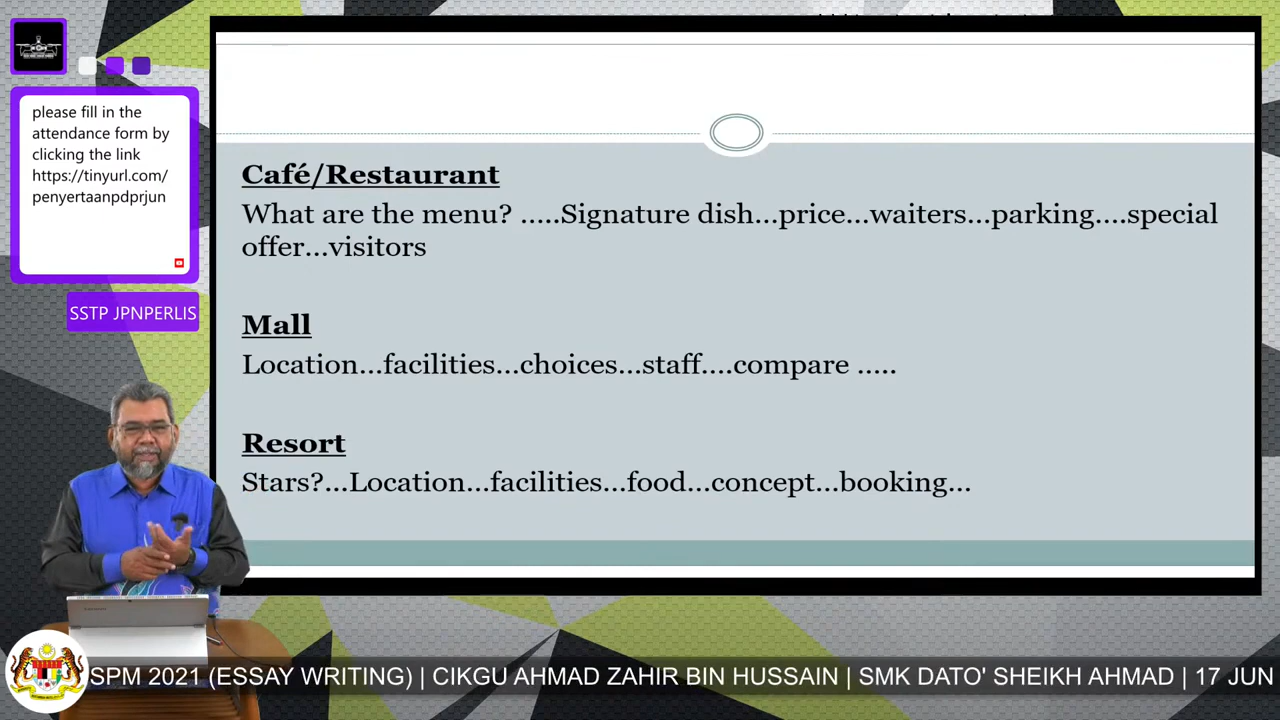 please fill in the
attendance form by
clicking the link
https://tinyurl.com/
penyertaanpdprjun
SSTP JPNPERLIS
Café/Restaurant
What are the menu? .....Signature dish...price...waiters...parking....special
offer...visitors
Mall
Location...facilities...choices...staff....compare .....
Resort
Stars?...Location...facilities...food...concept...booking...
SPM 2021 (ESSAY WRITING) | CIKGU AHMAD ZAHIR BIN HUSSAIN | SMK DATO' SHEIKH AHMAD | 17 JUN